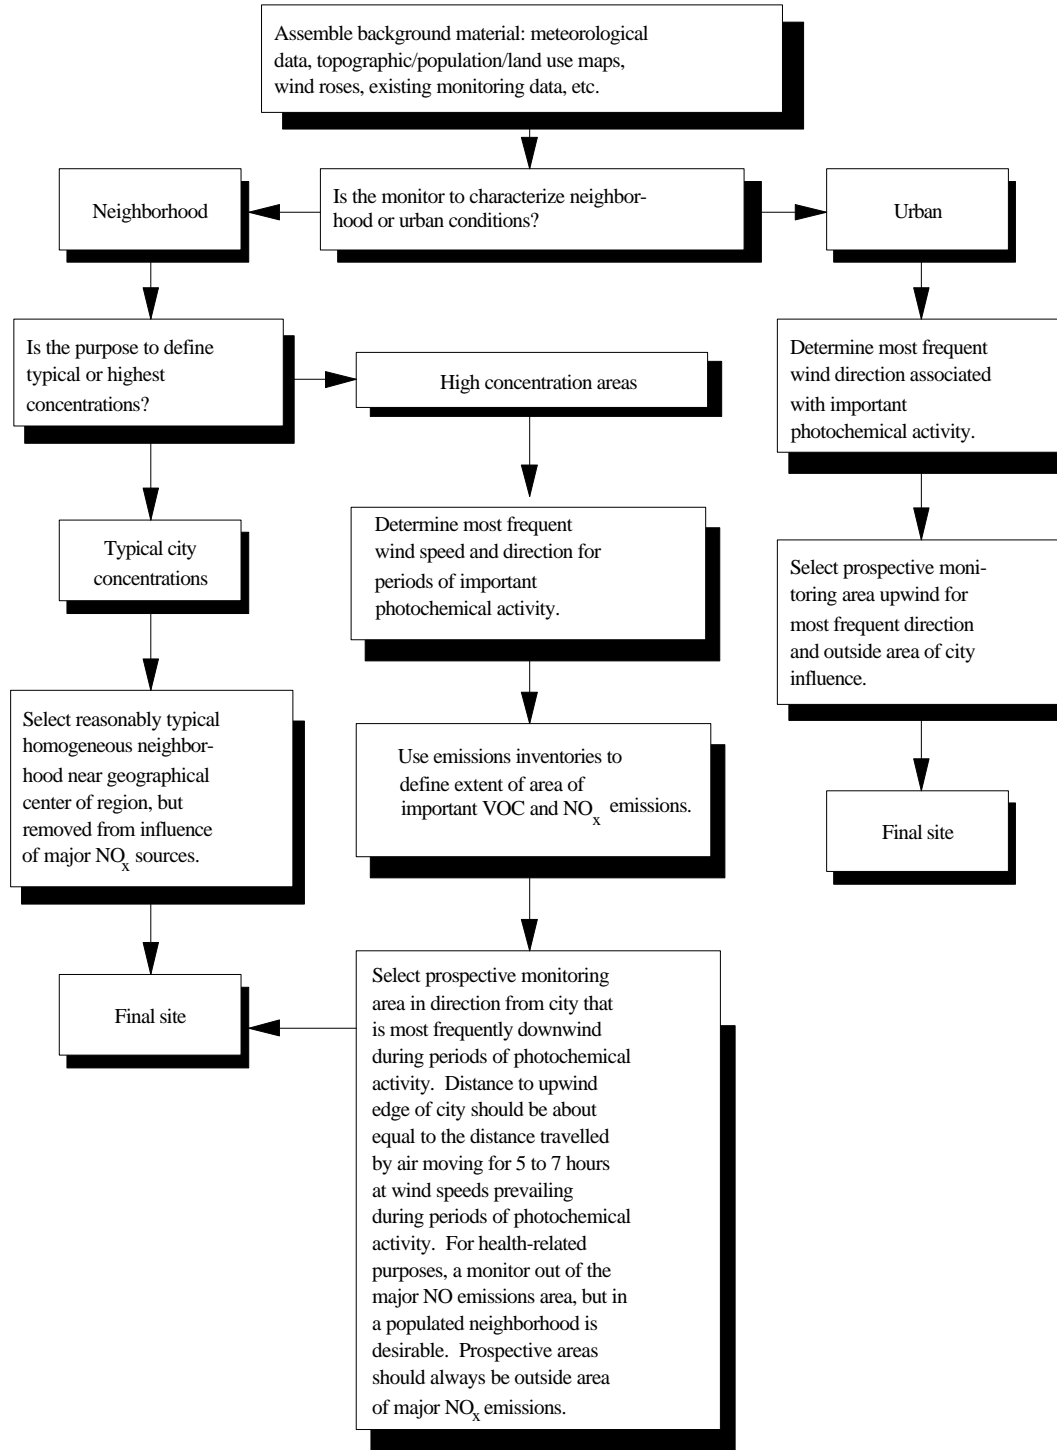 Assemble background material: meteorological
data, topographic/population/land use maps,
wind roses, existing monitoring data, etc.
Neighborhood
Is the monitor to characterize neighbor-
hood or urban conditions?
Urban
Is the purpose to define
typical or highest
concentrations?
High concentration areas
Determine most frequent
wind direction associated
with important
photochemical activity.
Typical city
concentrations
Determine most frequent
wind speed and direction for
periods of important
photochemical activity.
Select prospective moni-
toring area upwind for
most frequent direction
and outside area of city
influence.
Select reasonably typical
homogeneous neighbor-
hood near geographical
center of region, but
removed from influence
of major NOx sources.
Use emissions inventories to
define extent of area of
important VOC and NOx emissions.
Final site
Final site
Select prospective monitoring
area in direction from city that
is most frequently downwind
during periods of photochemical
activity. Distance to upwind
edge of city should be about
equal to the distance travelled
by air moving for 5 to 7 hours
at wind speeds prevailing
during periods of photochemical
activity. For health-related
purposes, a monitor out of the
major NO emissions area, but in
a populated neighborhood is
desirable. Prospective areas
should always be outside area
of major NOx emissions.